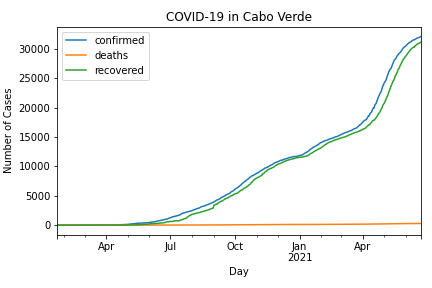 COVID-19 in Cabo Verde
confirmed
deaths
recovered
Number of Cases
30000
25000
20000
15000
10000
5000
0
Apr
Jul
Oct
Jan
2021
Apr
Day